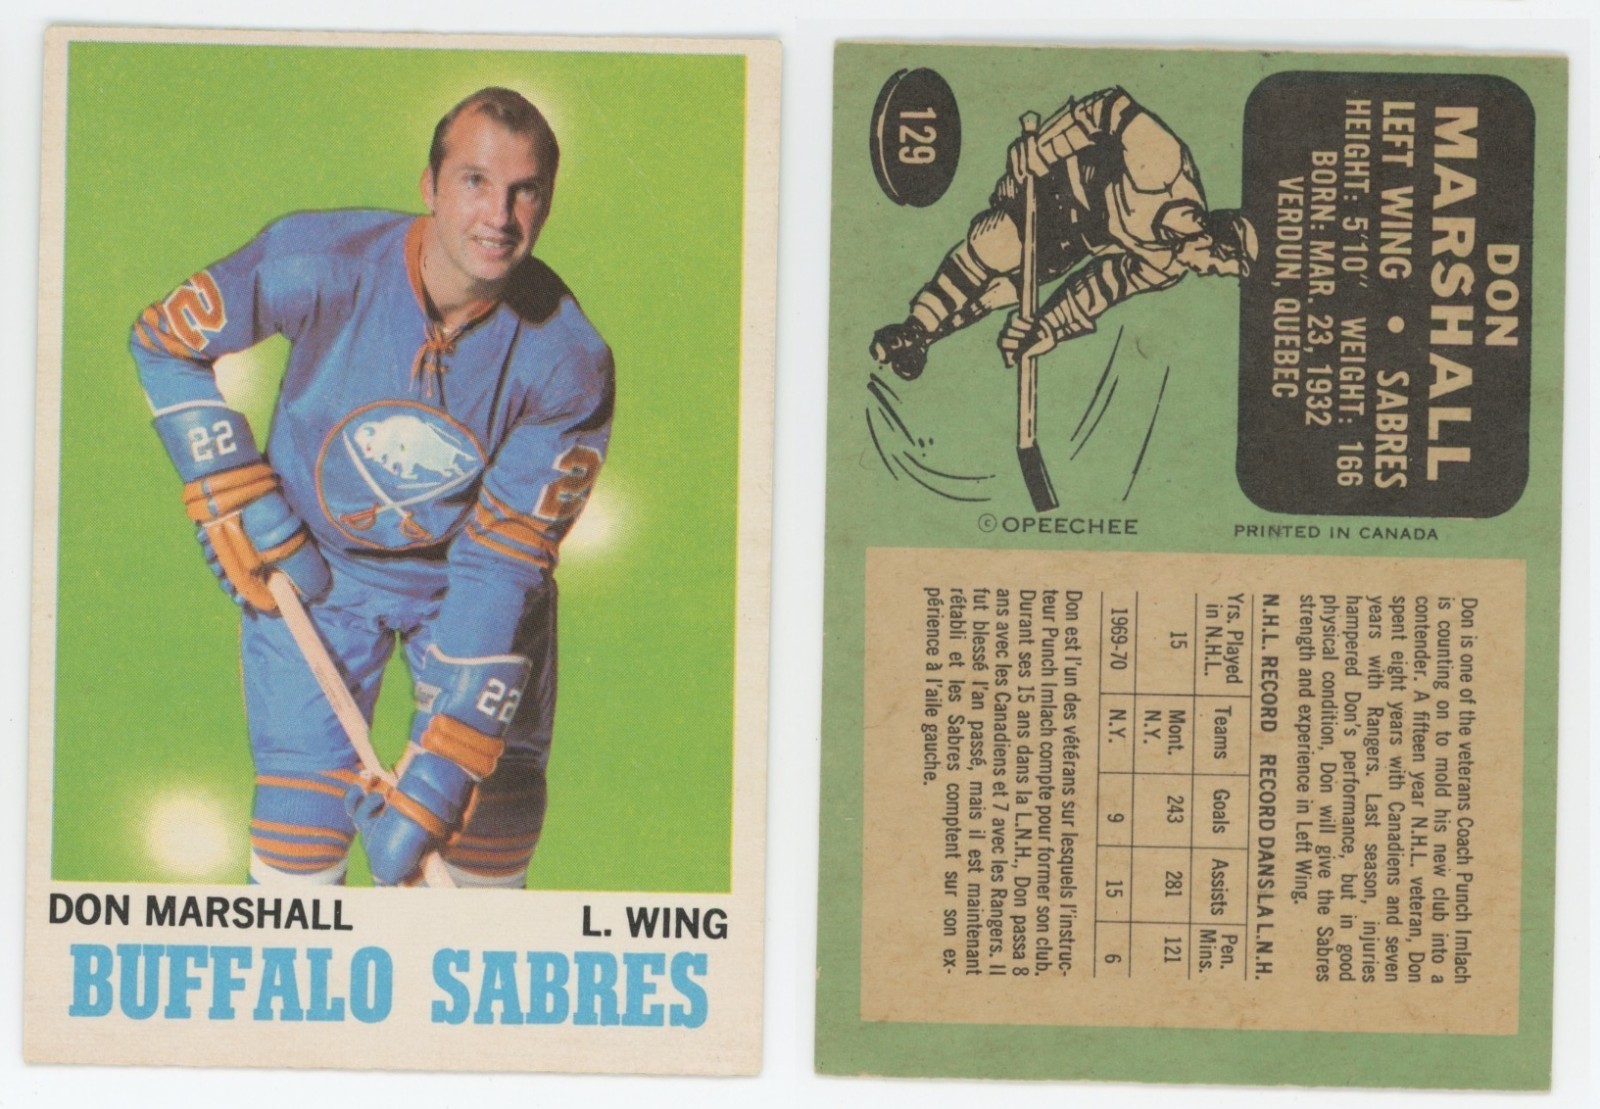 2
22
2
22
DON MARSHALL
L. WING
BUFFALO SABRES
129
DON
MARSHALL
LEFT WING • SABRES
HEIGHT: 5'10" WEIGHT: 166
BORN: MAR. 23, 1932
VERDUN, QUEBEC
© OPEECHEE
PRINTED IN CANADA
Don is one of the veterans Coach Punch Imlach
is counting on to mold his new club into a
contender. A fifteen year N.H.L. veteran, Don
spent eight years with Canadiens and seven
years with Rangers. Last season, injuries
hampered Don's performance, but in good
physical condition, Don will give the Sabres
strength and experience in Left Wing.
N.H.L. RECORD RECORD DANS LA L.N.H.
Yrs. Played in N.H.L. Teams Goals Assists Pen. Mins.
15 Mont. N.Y. 243 281 121
1969-70 N.Y. 9 15 6
Don est l'un des vétérans sur lesquels l'instruc-
teur Punch Imlach compte pour former son club.
Durant ses 15 ans dans la L.N.H., Don passa 8
ans avec les Canadiens et 7 avec les Rangers. Il
fut blessé l'an passé, mais il est maintenant
rétabli et les Sabres comptent sur son ex-
périence à l'aile gauche.